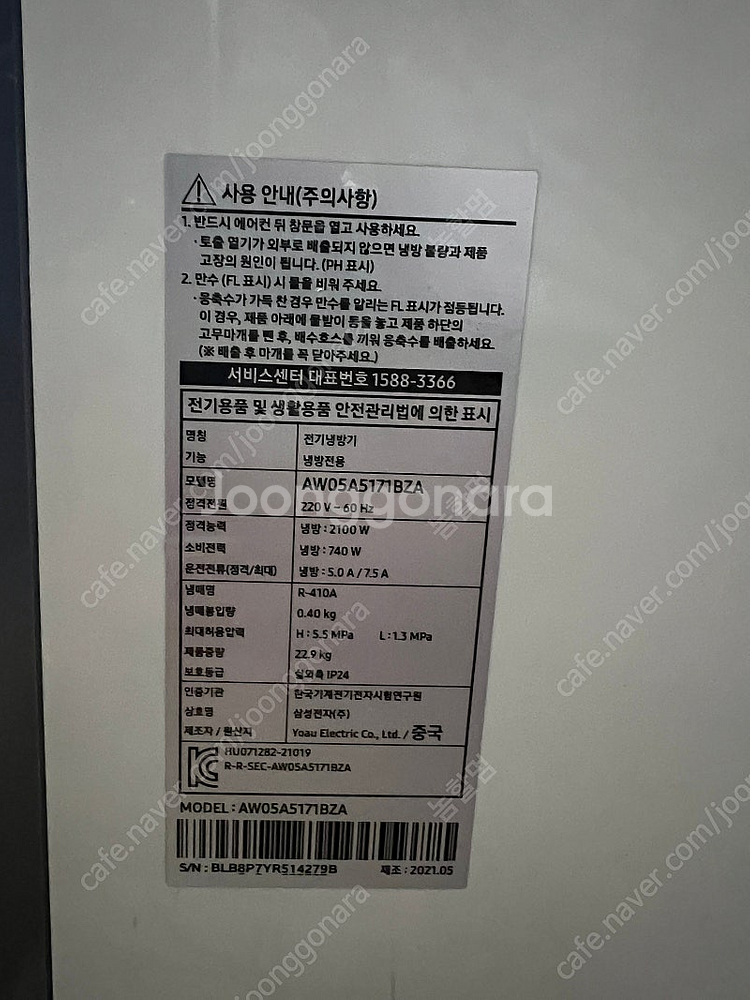 ⚠ 사용 안내(주의사항)
1. 반드시 에어컨 뒤 창문을 열고 사용하세요.
· 토출 열기가 외부로 배출되지 않으면 냉방 불량과 제품
고장의 원인이 됩니다. (PH 표시)
2. 만수 (FL 표시) 시 물을 비워 주세요.
· 응축수가 가득 찬 경우 만수를 알리는 FL 표시가 점등됩니다.
이 경우, 제품 아래에 물받이 통을 놓고 제품 하단의
고무마개를 뺀 후, 배수호스를 끼워 응축수를 배출하세요.
(※ 배출 후 마개를 꼭 닫아주세요.)
서비스센터 대표번호 1588-3366
전기용품 및 생활용품 안전관리법에 의한 표시
명칭 전기냉방기
기능 냉방전용
모델명 AW05A5171BZA
정격전원 220 V ~ 60 Hz
정격능력 냉방 : 2100 W
소비전력 냉방 : 740 W
운전전류(정격/최대) 냉방 : 5.0 A / 7.5 A
냉매명 R-410A
냉매봉입량 0.40 kg
최대허용압력 H : 5.5 MPa L : 1.3 MPa
제품중량 22.9 kg
보호등급 실외측 IP24
인증기관 한국기계전기전자시험연구원
상호명 삼성전자(주)
제조자 / 원산지 Yoau Electric Co., Ltd. / 중국
HU071282-21019
R-R-SEC-AW05A5171BZA
MODEL : AW05A5171BZA
S/N : BLB8P7YR514279B 제조 : 2021.05
joonggonara
cafe.naver.com/joonggonara